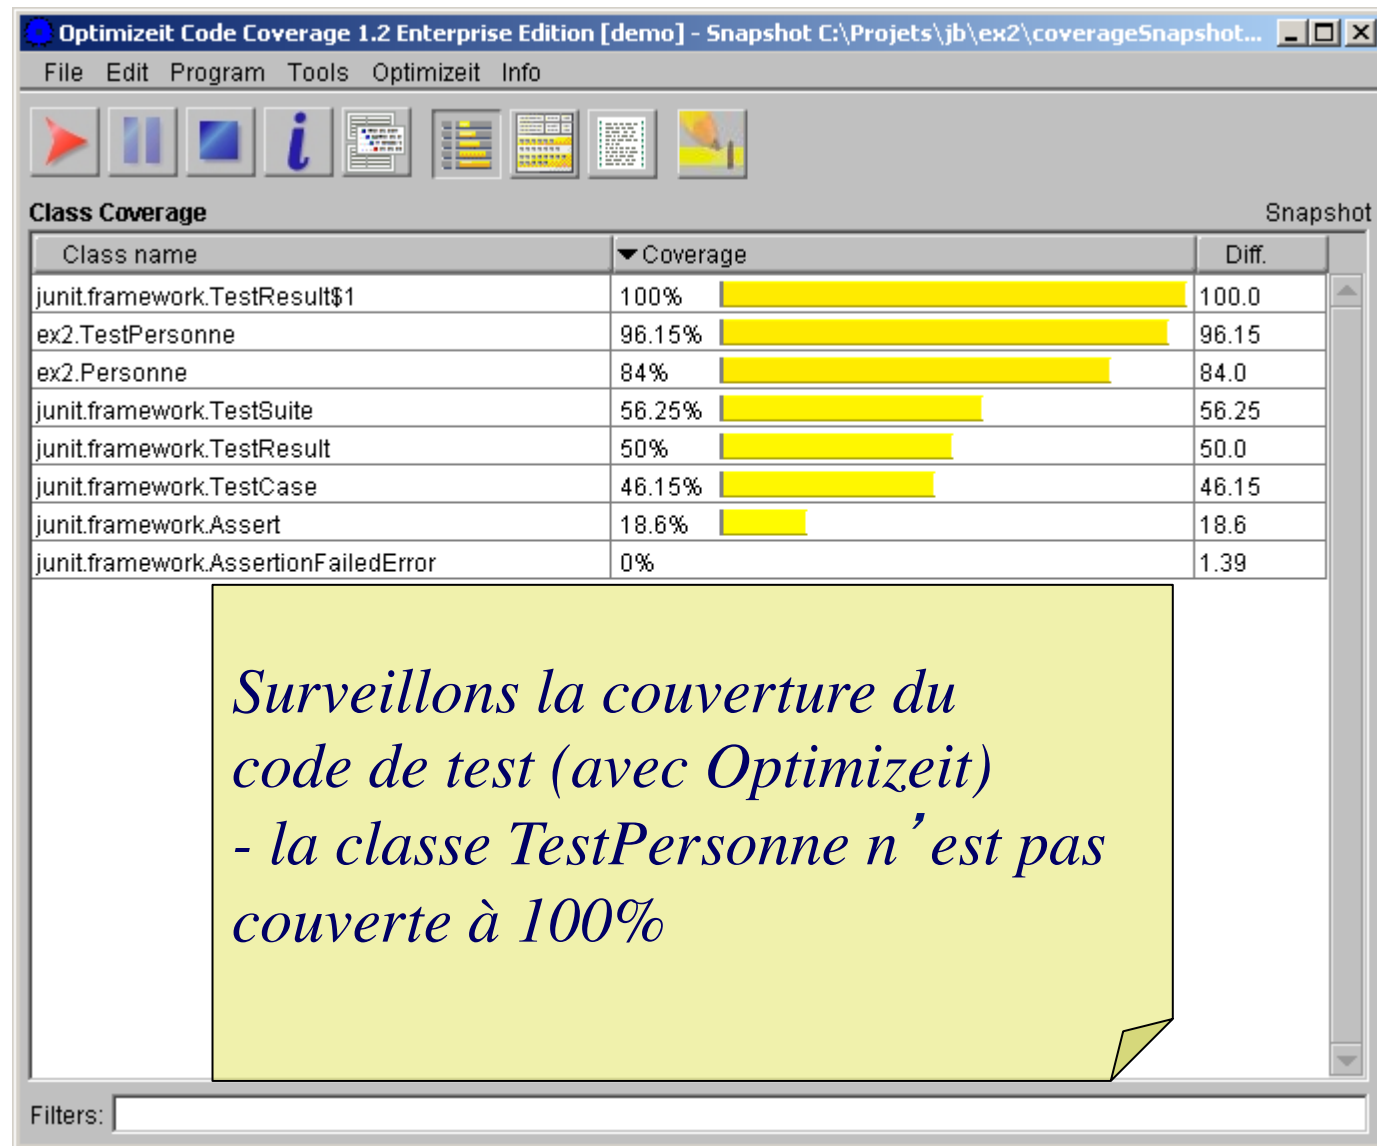 Optimizeit Code Coverage 1.2 Enterprise Edition [demo] - Snapshot C:\Projets\jb\ex2\coverageSnapshot...
File Edit Program Tools Optimizeit Info
Class Coverage Snapshot
Class name Coverage Diff.
junit.framework.TestResult$1 100% 100.0
ex2.TestPersonne 96.15% 96.15
ex2.Personne 84% 84.0
junit.framework.TestSuite 56.25% 56.25
junit.framework.TestResult 50% 50.0
junit.framework.TestCase 46.15% 46.15
junit.framework.Assert 18.6% 18.6
junit.framework.AssertionFailedError 0% 1.39
Surveillons la couverture du
code de test (avec Optimizeit)
- la classe TestPersonne n’est pas
couverte à 100%
Filters: